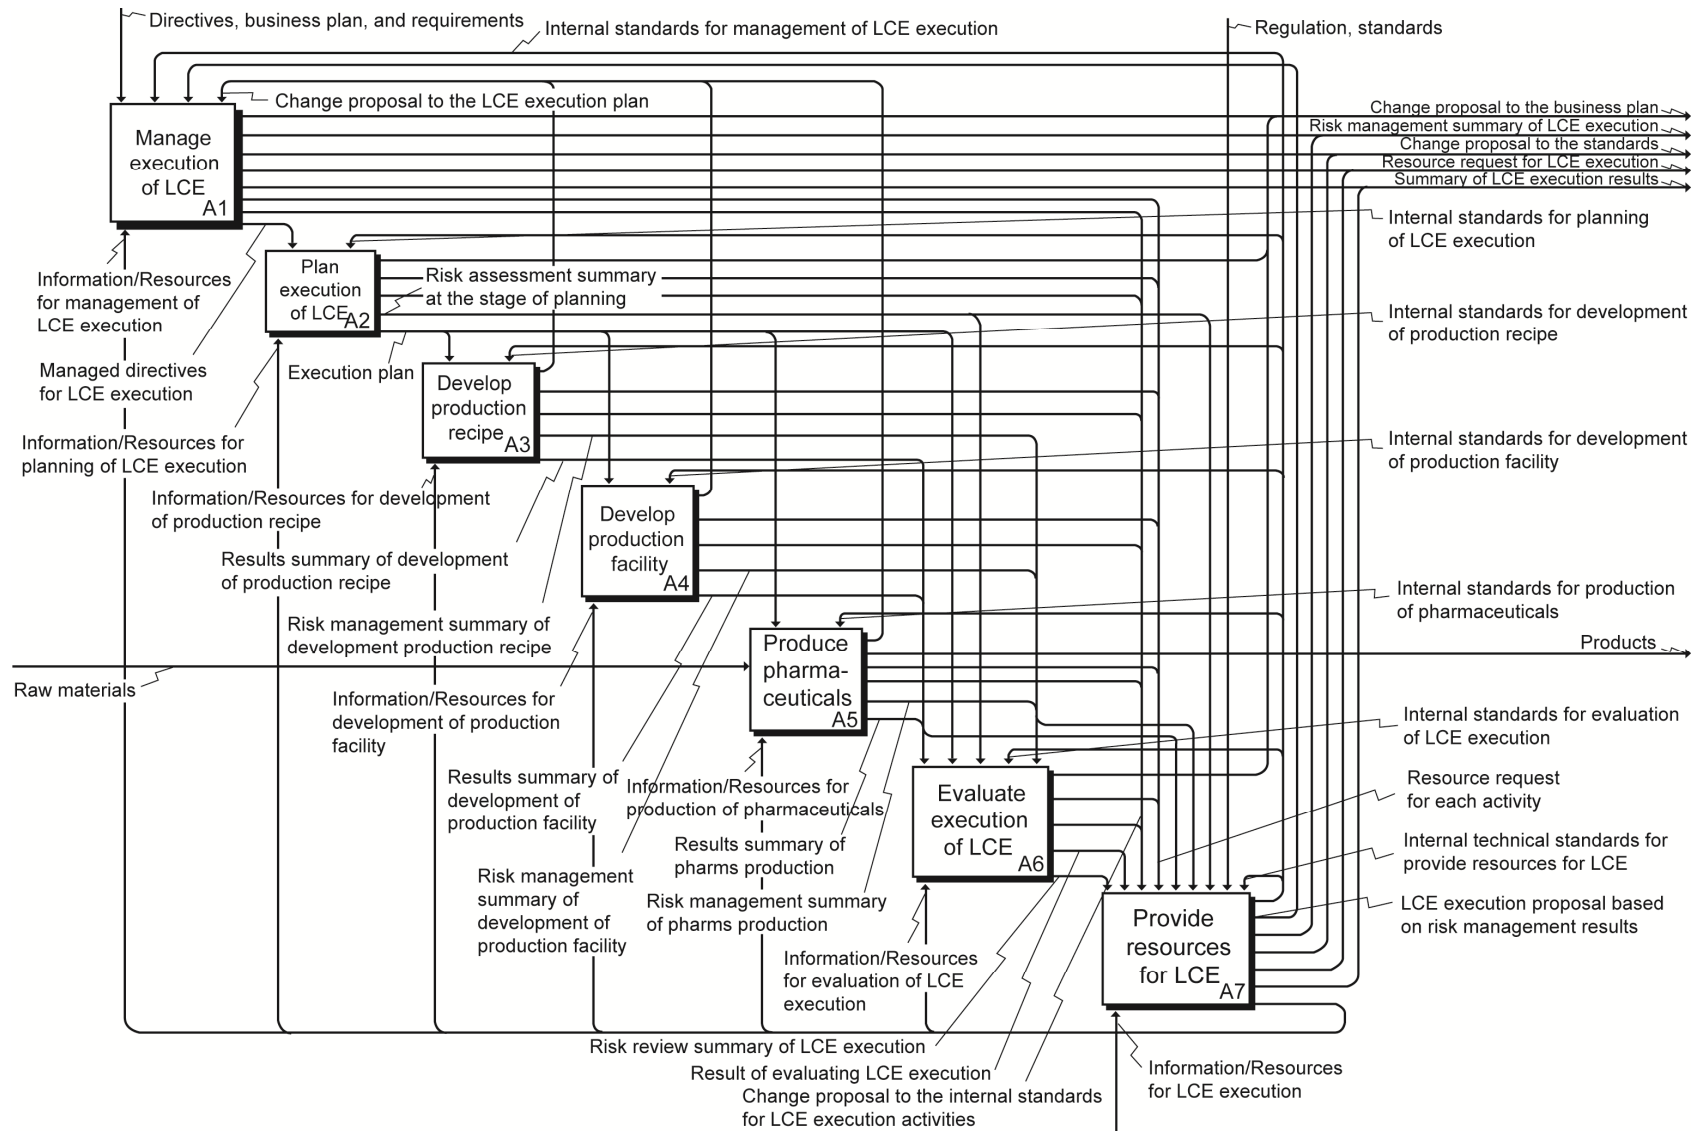 Directives, business plan, and requirements
Internal standards for management of LCE execution
Regulation, standards
Change proposal to the LCE execution plan
Change proposal to the business plan
Risk management summary of LCE execution
Change proposal to the standards
Resource request for LCE execution
Summary of LCE execution results
Manage
execution
of LCE
A1
Internal standards for planning
of LCE execution
Information/Resources
for management of
LCE execution
Plan
execution
of LCE
A2
Risk assessment summary
at the stage of planning
Internal standards for development
of production recipe
Managed directives
for LCE execution
Execution plan
Develop
production
recipe
A3
Information/Resources for
planning of LCE execution
Internal standards for development
of production facility
Information/Resources for development
of production recipe
Develop
production
facility
A4
Results summary of development
of production recipe
Internal standards for production
of pharmaceuticals
Risk management summary of
development production recipe
Produce
pharma-
ceuticals
A5
Products
Raw materials
Information/Resources for
development of production
facility
Internal standards for evaluation
of LCE execution
Results summary of
development of
production facility
Information/Resources for
production of pharmaceuticals
Evaluate
execution
of LCE
A6
Resource request
for each activity
Results summary of
pharms production
Internal technical standards for
provide resources for LCE
Risk management
summary of
development of
production facility
Risk management summary
of pharms production
Provide
resources
for LCE
A7
LCE execution proposal based
on risk management results
Information/Resources
for evaluation of LCE
execution
Risk review summary of LCE execution
Result of evaluating LCE execution
Change proposal to the internal standards
for LCE execution activities
Information/Resources
for LCE execution